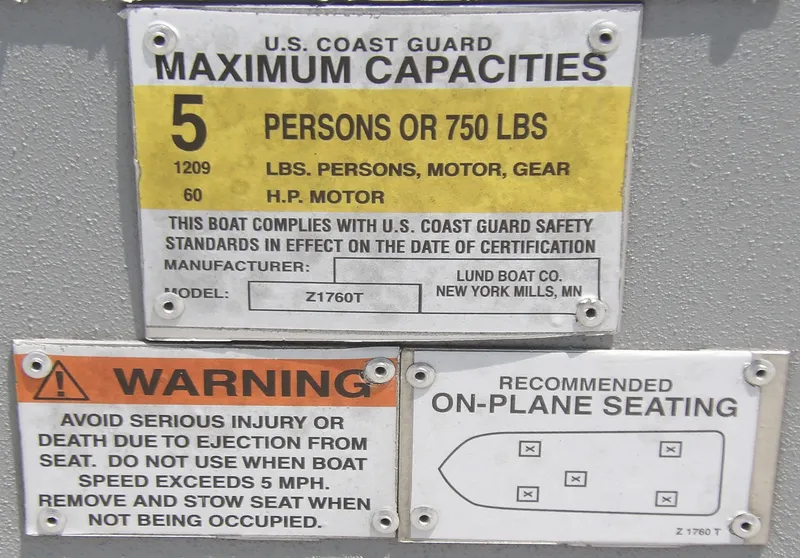 U.S. COAST GUARD
MAXIMUM CAPACITIES
5 PERSONS OR 750 LBS
1209 LBS. PERSONS, MOTOR, GEAR
60 H.P. MOTOR
THIS BOAT COMPLIES WITH U.S. COAST GUARD SAFETY
STANDARDS IN EFFECT ON THE DATE OF CERTIFICATION
MANUFACTURER: LUND BOAT CO.
MODEL: Z1760T NEW YORK MILLS, MN
WARNING
AVOID SERIOUS INJURY OR
DEATH DUE TO EJECTION FROM
SEAT. DO NOT USE WHEN BOAT
SPEED EXCEEDS 5 MPH.
REMOVE AND STOW SEAT WHEN
NOT BEING OCCUPIED.
RECOMMENDED
ON-PLANE SEATING
Z 1760 T